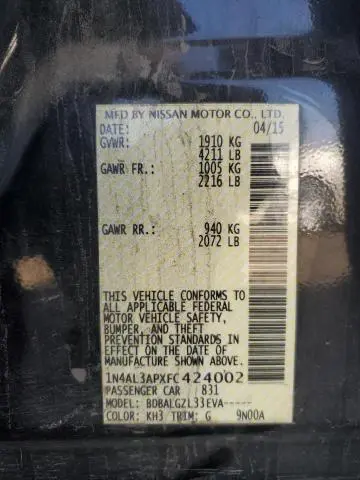 MFD BY NISSAN MOTOR CO., LTD.
DATE: 04/15
GVWR: 1910 KG
4211 LB
GAWR FR.: 1005 KG
2216 LB
GAWR RR.: 940 KG
2072 LB
THIS VEHICLE CONFORMS TO
ALL APPLICABLE FEDERAL
MOTOR VEHICLE SAFETY,
BUMPER, AND THEFT
PREVENTION STANDARDS IN
EFFECT ON THE DATE OF
MANUFACTURE SHOWN ABOVE.
1N4AL3APXFC424002
PASSENGER CAR 831
MODEL: BDBALGZL33EVA-----
COLOR: KH3 TRIM: G 9N00A